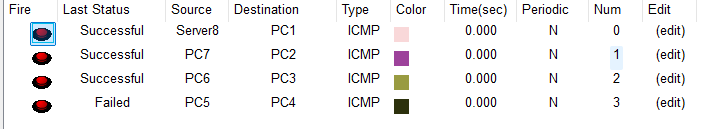 Fire Last Status Source Destination Type Color Time(sec) Periodic Num Edit
Successful Server8 PC1 ICMP 0.000 N 0 (edit)
Successful PC7 PC2 ICMP 0.000 N 1 (edit)
Successful PC6 PC3 ICMP 0.000 N 2 (edit)
Failed PC5 PC4 ICMP 0.000 N 3 (edit)